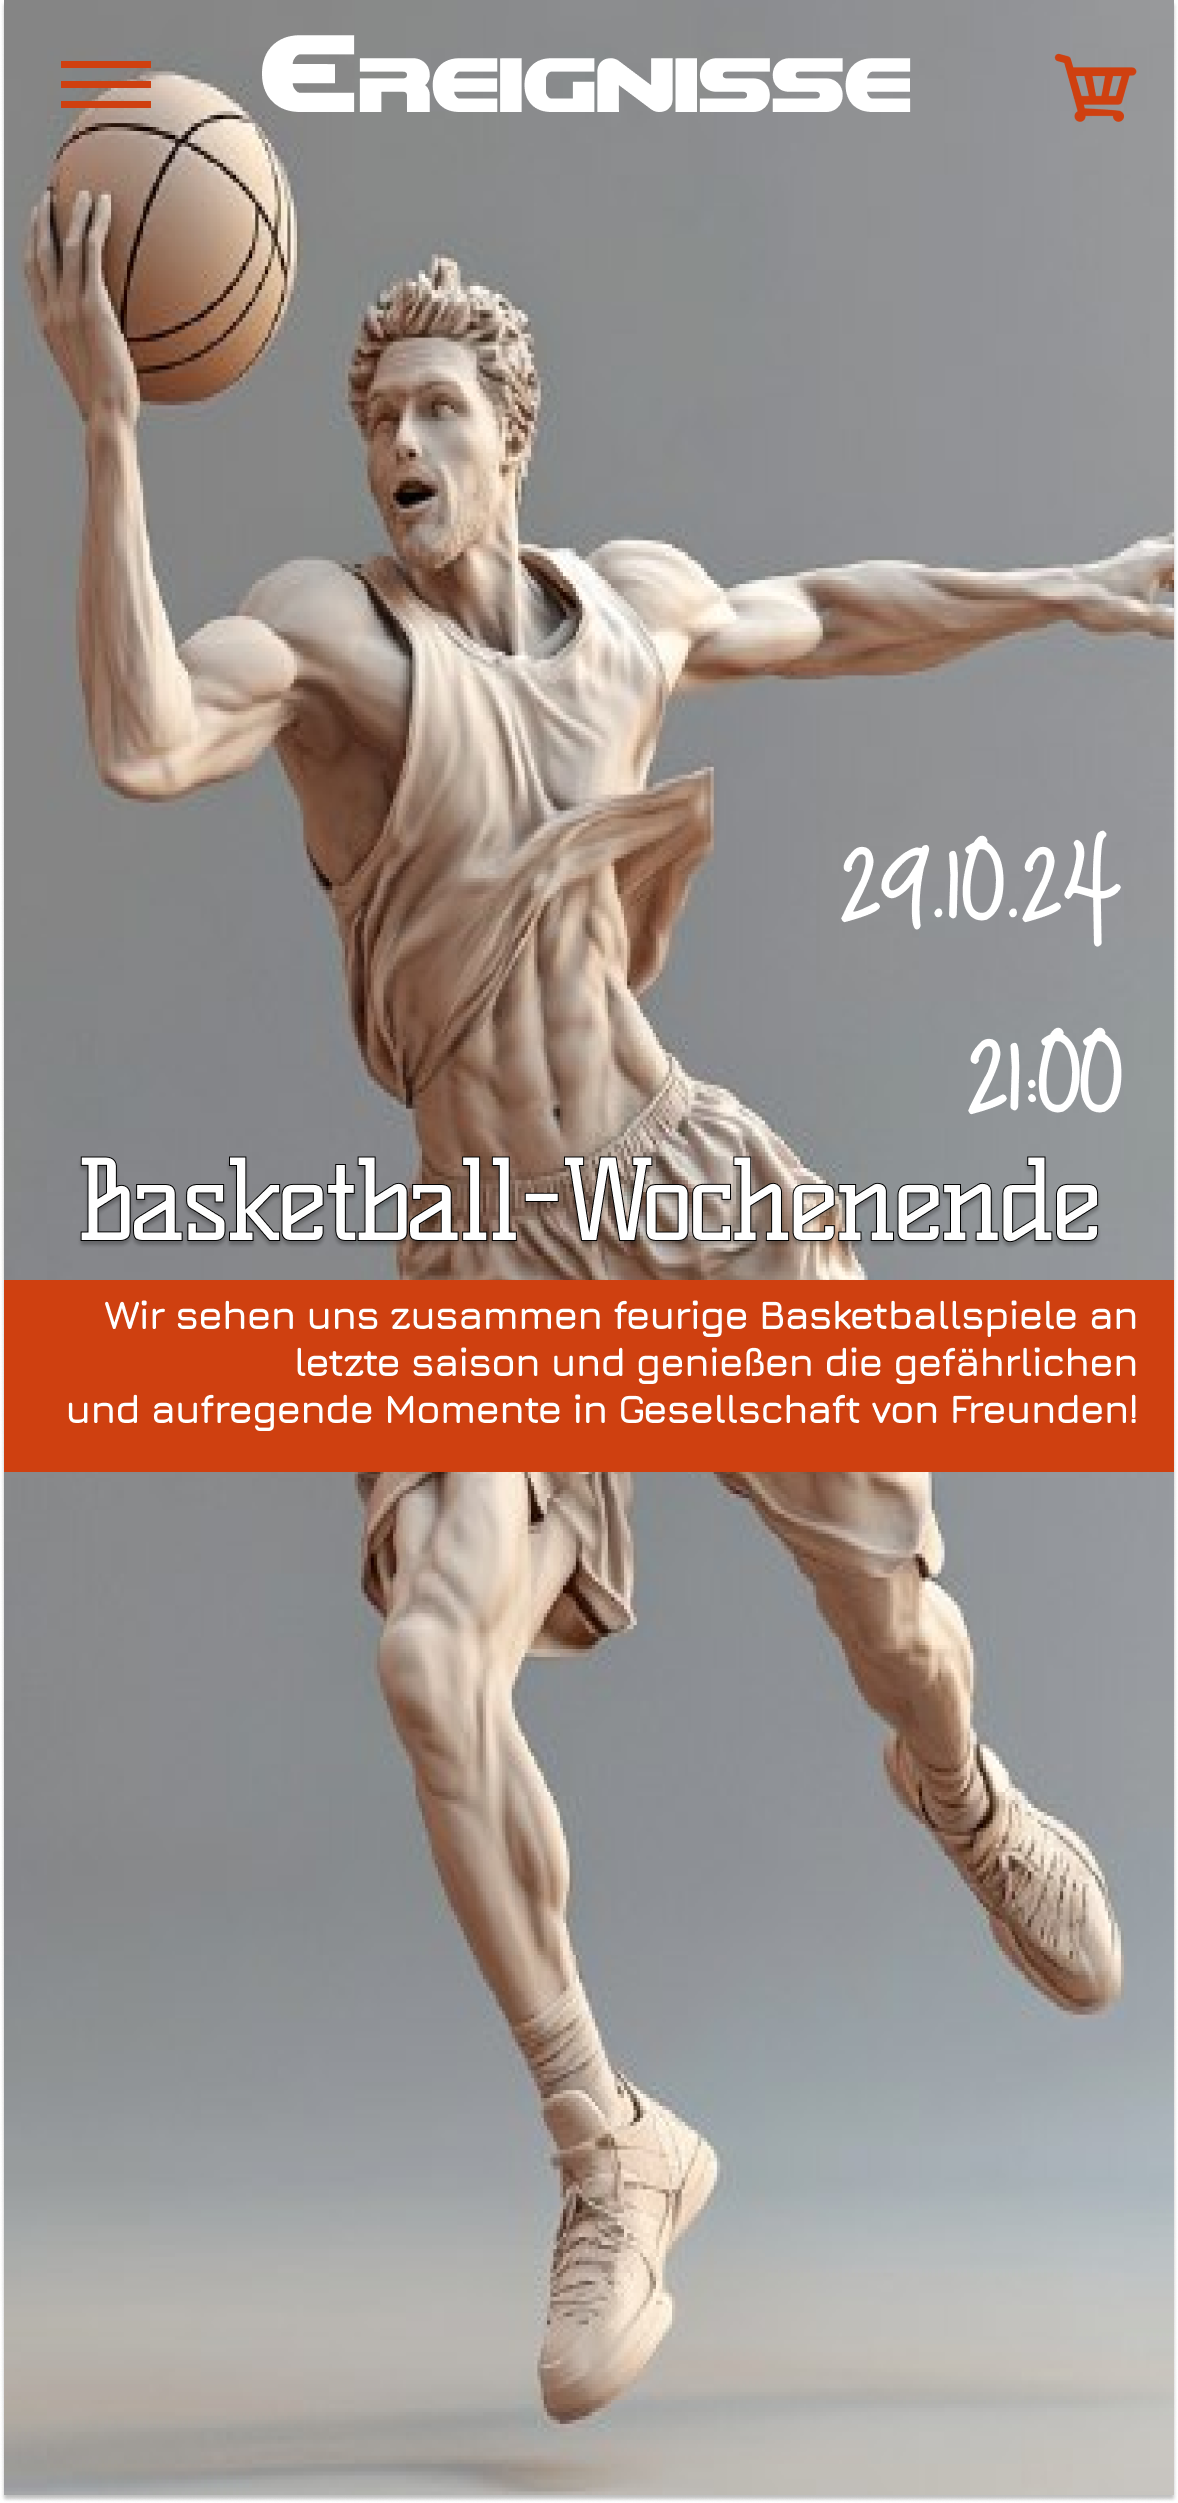 EREIGNISSE
29.10.24
21:00
Basketball-Wochenende
Wir sehen uns zusammen feurige Basketballspiele an
letzte saison und genießen die gefährlichen
und aufregende Momente in Gesellschaft von Freunden!